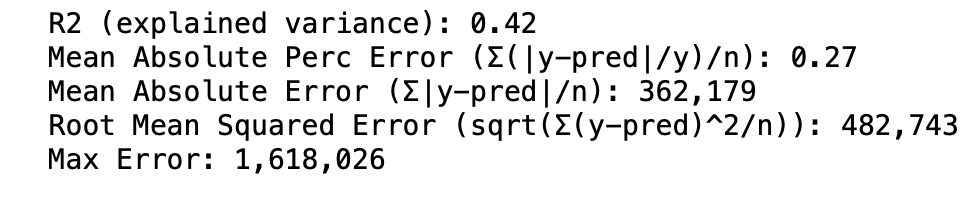 R2 (explained variance): 0.42
Mean Absolute Perc Error (Σ(|y-pred|/y)/n): 0.27
Mean Absolute Error (Σ|y-pred|/n): 362,179
Root Mean Squared Error (sqrt(Σ(y-pred)^2/n)): 482,743
Max Error: 1,618,026